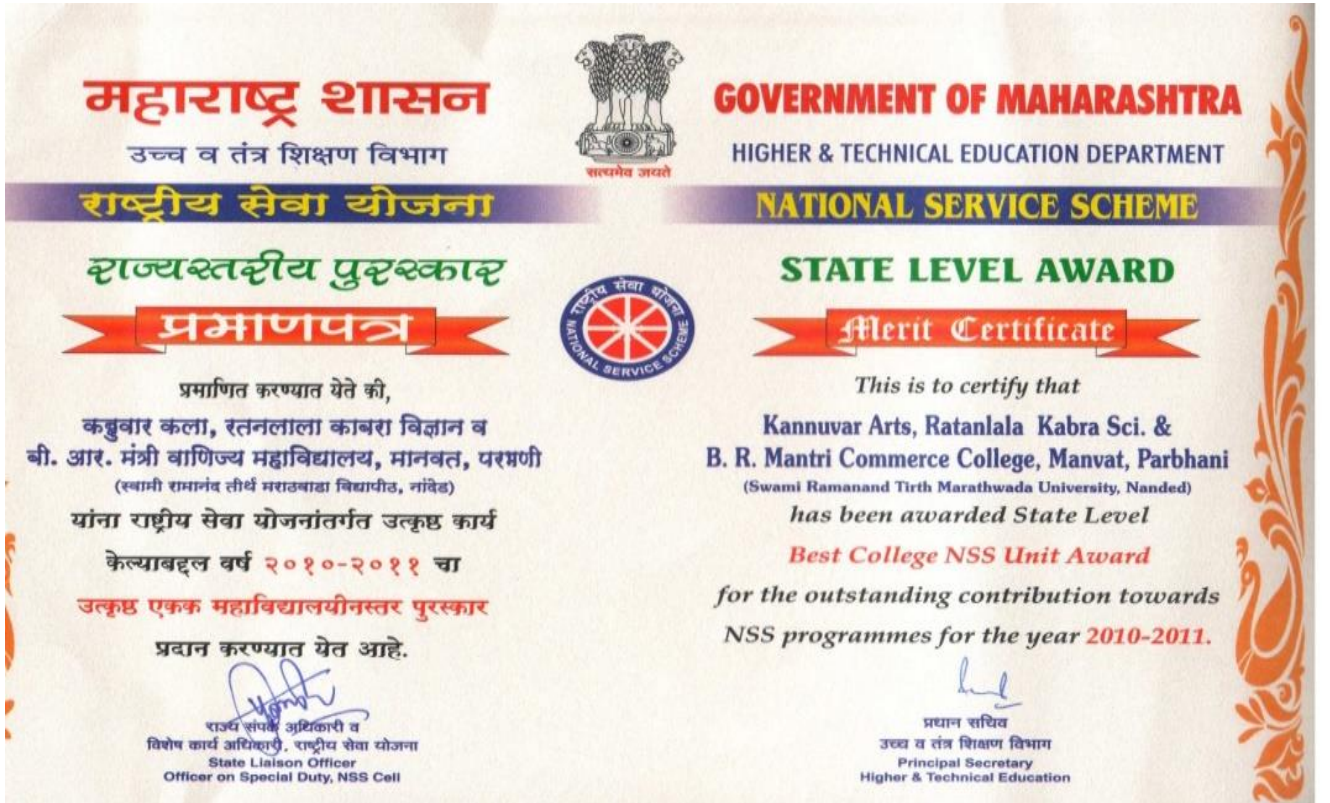 महाराष्ट्र शासन
उच्च व तंत्र शिक्षण विभाग
राष्ट्रीय सेवा योजना
राज्यस्तरीय पुरस्कार
प्रमाणपत्र
प्रमाणित करण्यात येते की,
कन्नुवार कला, रतनलाला काबरा विज्ञान व
बी. आर. मंत्री वाणिज्य महाविद्यालय, मानवत, परभणी
(स्वामी रामानंद तीर्थ मराठवाडा विद्यापीठ, नांदेड)
यांना राष्ट्रीय सेवा योजनांतर्गत उत्कृष्ठ कार्य
केल्याबद्दल वर्ष २०१०-२०११ चा
उत्कृष्ठ एकक महाविद्यालयीनस्तर पुरस्कार
प्रदान करण्यात येत आहे.
राज्य संपर्क अधिकारी व
विशेष कार्य अधिकारी, राष्ट्रीय सेवा योजना
State Liaison Officer
Officer on Special Duty, NSS Cell
सत्यमेव जयते
राष्ट्रीय सेवा योजना
NATIONAL SERVICE SCHEME
GOVERNMENT OF MAHARASHTRA
HIGHER & TECHNICAL EDUCATION DEPARTMENT
NATIONAL SERVICE SCHEME
STATE LEVEL AWARD
Merit Certificate
This is to certify that
Kannuvar Arts, Ratanlala Kabra Sci. &
B. R. Mantri Commerce College, Manvat, Parbhani
(Swami Ramanand Tirth Marathwada University, Nanded)
has been awarded State Level
Best College NSS Unit Award
for the outstanding contribution towards
NSS programmes for the year 2010-2011.
प्रधान सचिव
उच्च व तंत्र शिक्षण विभाग
Principal Secretary
Higher & Technical Education